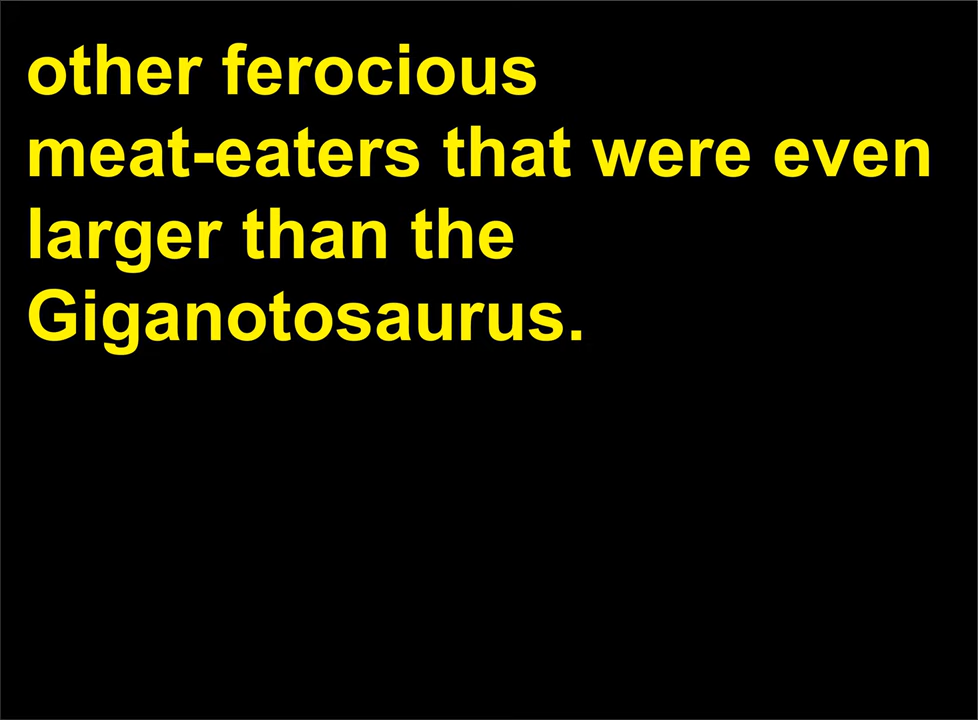 other ferocious
meat-eaters that were even
larger than the
Giganotosaurus.